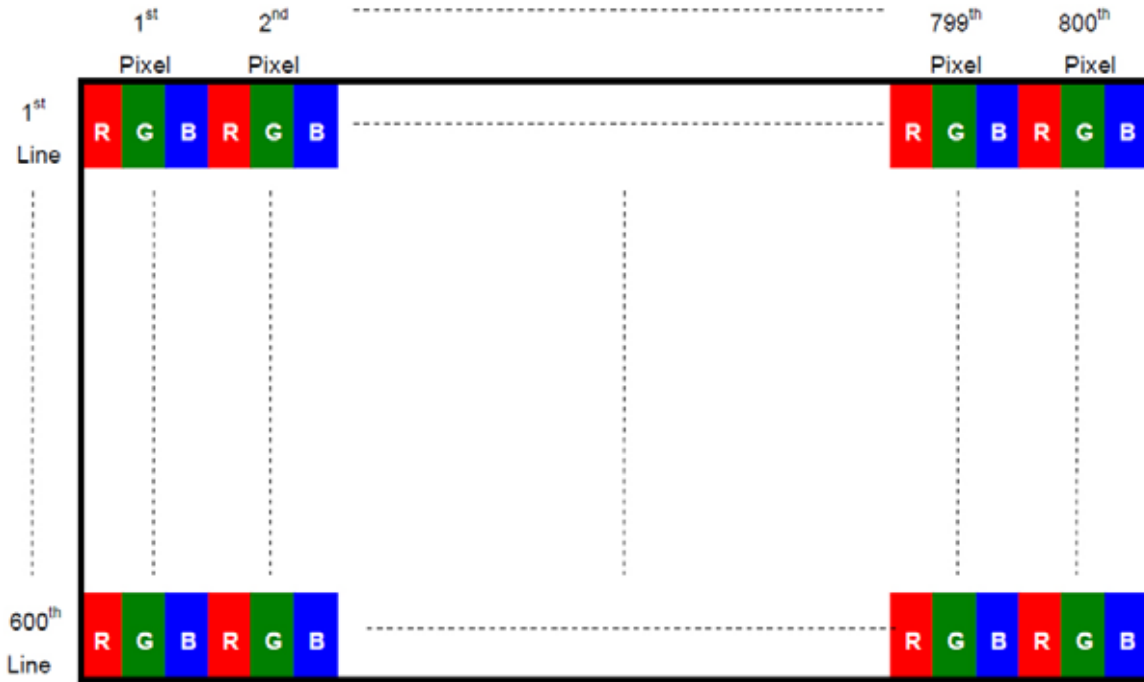 1st 2nd 799th 800th
Pixel Pixel Pixel Pixel
1st
Line
R G B R G B R G B R G B
600th
Line
R G B R G B R G B R G B